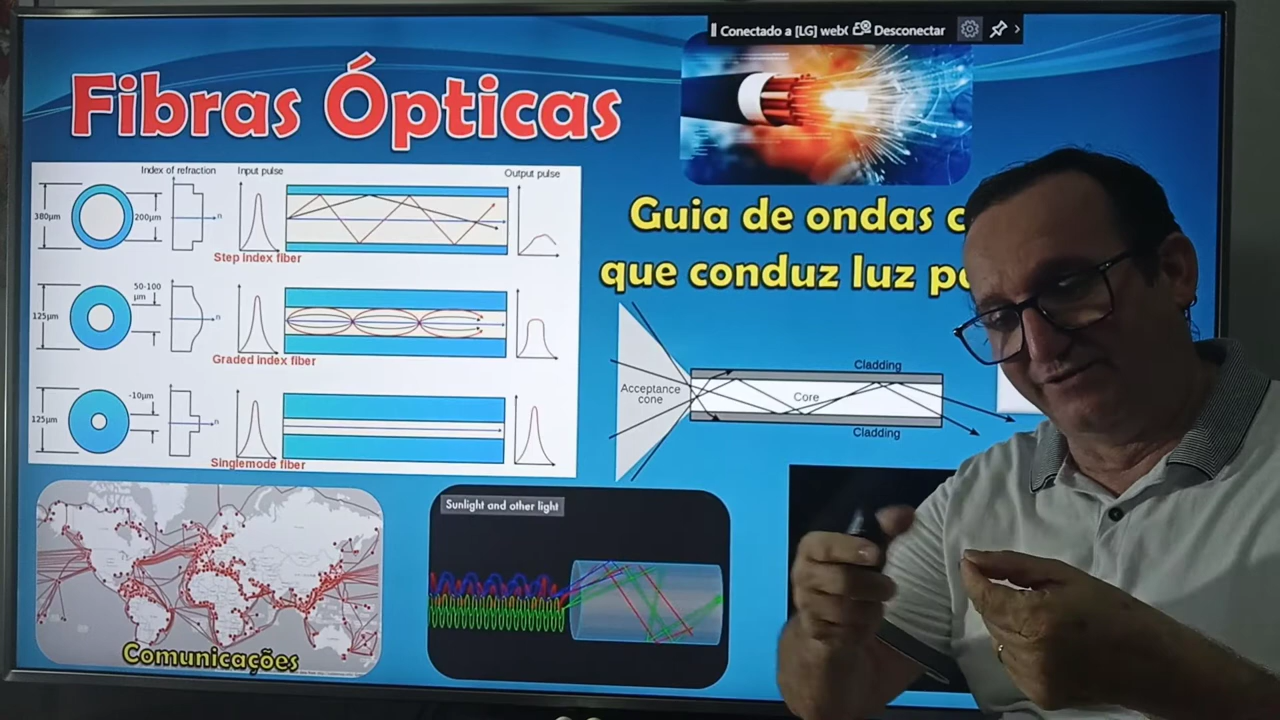 Conectado a [LG] web
Desconectar
Fibras Ópticas
Index of refraction
Input pulse
Output pulse
380µm
200µm
n
Step index fiber
50-100
µm
125µm
n
Graded index fiber
-10µm
125µm
n
Singlemode fiber
Guia de ondas
que conduz luz
Acceptance
cone
Cladding
Core
Cladding
Comunicações
Sunlight and other light